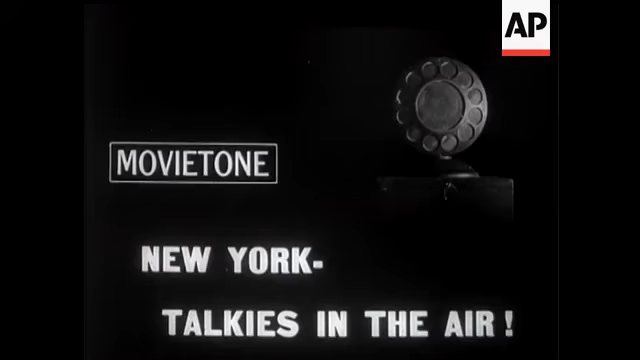 AP
MOVIETONE
NEW YORK-
TALKIES IN THE AIR!